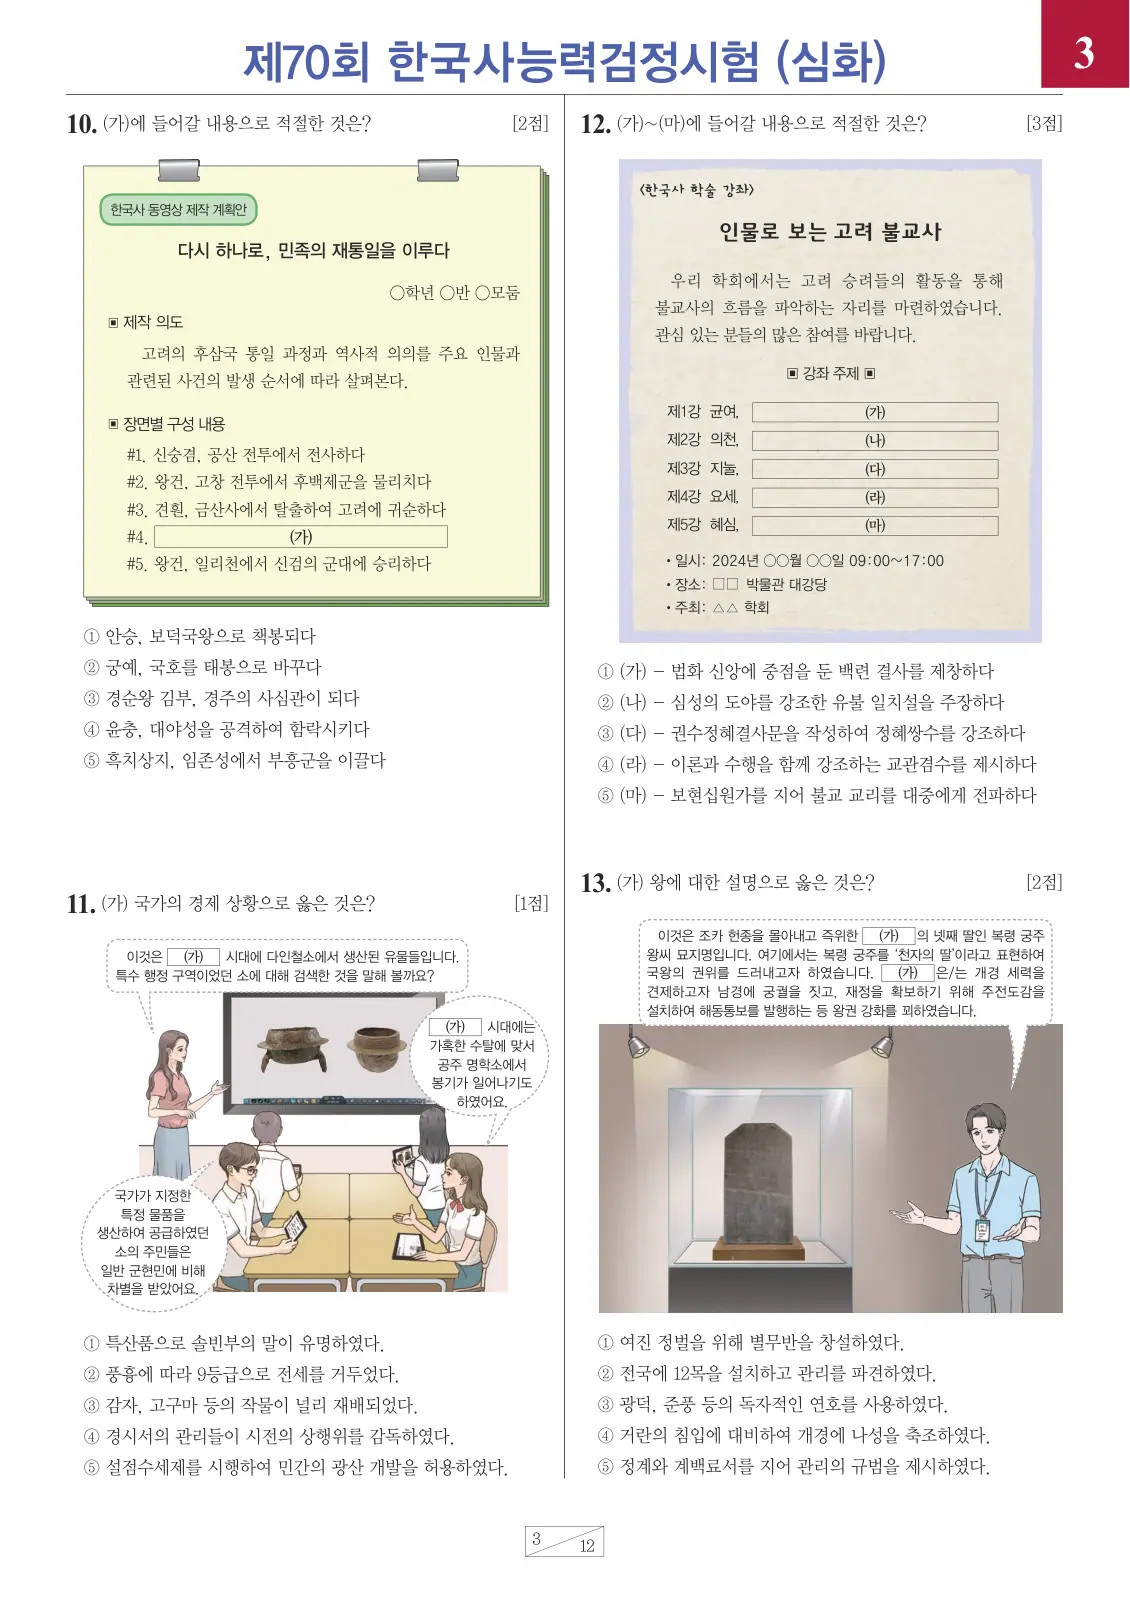 제70회 한국사능력검정시험 (심화)
3
10. (가)에 들어갈 내용으로 적절한 것은? [2점]
한국사 동영상 제작 계획안
다시 하나로, 민족의 재통일을 이루다
○학년 ○반 ○모둠
▣ 제작 의도
고려의 후삼국 통일 과정과 역사적 의의를 주요 인물과
관련된 사건의 발생 순서에 따라 살펴본다.
▣ 장면별 구성 내용
#1. 신숭겸, 공산 전투에서 전사하다
#2. 왕건, 고창 전투에서 후백제군을 물리치다
#3. 견훤, 금산사에서 탈출하여 고려에 귀순하다
#4. (가)
#5. 왕건, 일리천에서 신검의 군대에 승리하다
① 안승, 보덕국왕으로 책봉되다
② 궁예, 국호를 태봉으로 바꾸다
③ 경순왕 김부, 경주의 사심관이 되다
④ 윤충, 대야성을 공격하여 함락시키다
⑤ 흑치상지, 임존성에서 부흥군을 이끌다
11. (가) 국가의 경제 상황으로 옳은 것은? [1점]
이것은 (가) 시대에 다인철소에서 생산된 유물들입니다.
특수 행정 구역이었던 소에 대해 검색한 것을 말해 볼까요?
(가) 시대에는
가혹한 수탈에 맞서
공주 명학소에서
봉기가 일어나기도
하였어요.
국가가 지정한
특정 물품을
생산하여 공급하였던
소의 주민들은
일반 군현민에 비해
차별을 받았어요.
① 특산품으로 솔빈부의 말이 유명하였다.
② 풍흉에 따라 9등급으로 전세를 거두었다.
③ 감자, 고구마 등의 작물이 널리 재배되었다.
④ 경시서의 관리들이 시전의 상행위를 감독하였다.
⑤ 설점수세제를 시행하여 민간의 광산 개발을 허용하였다.
12. (가)~(마)에 들어갈 내용으로 적절한 것은? [3점]
<한국사 학술 강좌>
인물로 보는 고려 불교사
우리 학회에서는 고려 승려들의 활동을 통해
불교사의 흐름을 파악하는 자리를 마련하였습니다.
관심 있는 분들의 많은 참여를 바랍니다.
▣ 강좌 주제 ▣
제1강 균여, (가)
제2강 의천, (나)
제3강 지눌, (다)
제4강 요세, (라)
제5강 혜심, (마)
• 일시: 2024년 ○○월 ○○일 09:00~17:00
• 장소: □□ 박물관 대강당
• 주최: △△ 학회
① (가) - 법화 신앙에 중점을 둔 백련 결사를 제창하다
② (나) - 심성의 도야를 강조한 유불 일치설을 주장하다
③ (다) - 권수정혜결사문을 작성하여 정혜쌍수를 강조하다
④ (라) - 이론과 수행을 함께 강조하는 교관겸수를 제시하다
⑤ (마) - 보현십원가를 지어 불교 교리를 대중에게 전파하다
13. (가) 왕에 대한 설명으로 옳은 것은? [2점]
이것은 조카 헌종을 몰아내고 즉위한 (가) 의 넷째 딸인 복령 궁주
왕씨 묘지명입니다. 여기에서는 복령 궁주를 '천자의 딸'이라고 표현하여
국왕의 권위를 드러내고자 하였습니다. (가) 은/는 개경 세력을
견제하고자 남경에 궁궐을 짓고, 재정을 확보하기 위해 주전도감을
설치하여 해동통보를 발행하는 등 왕권 강화를 꾀하였습니다.
① 여진 정벌을 위해 별무반을 창설하였다.
② 전국에 12목을 설치하고 관리를 파견하였다.
③ 광덕, 준풍 등의 독자적인 연호를 사용하였다.
④ 거란의 침입에 대비하여 개경에 나성을 축조하였다.
⑤ 정계와 계백료서를 지어 관리의 규범을 제시하였다.
3
12